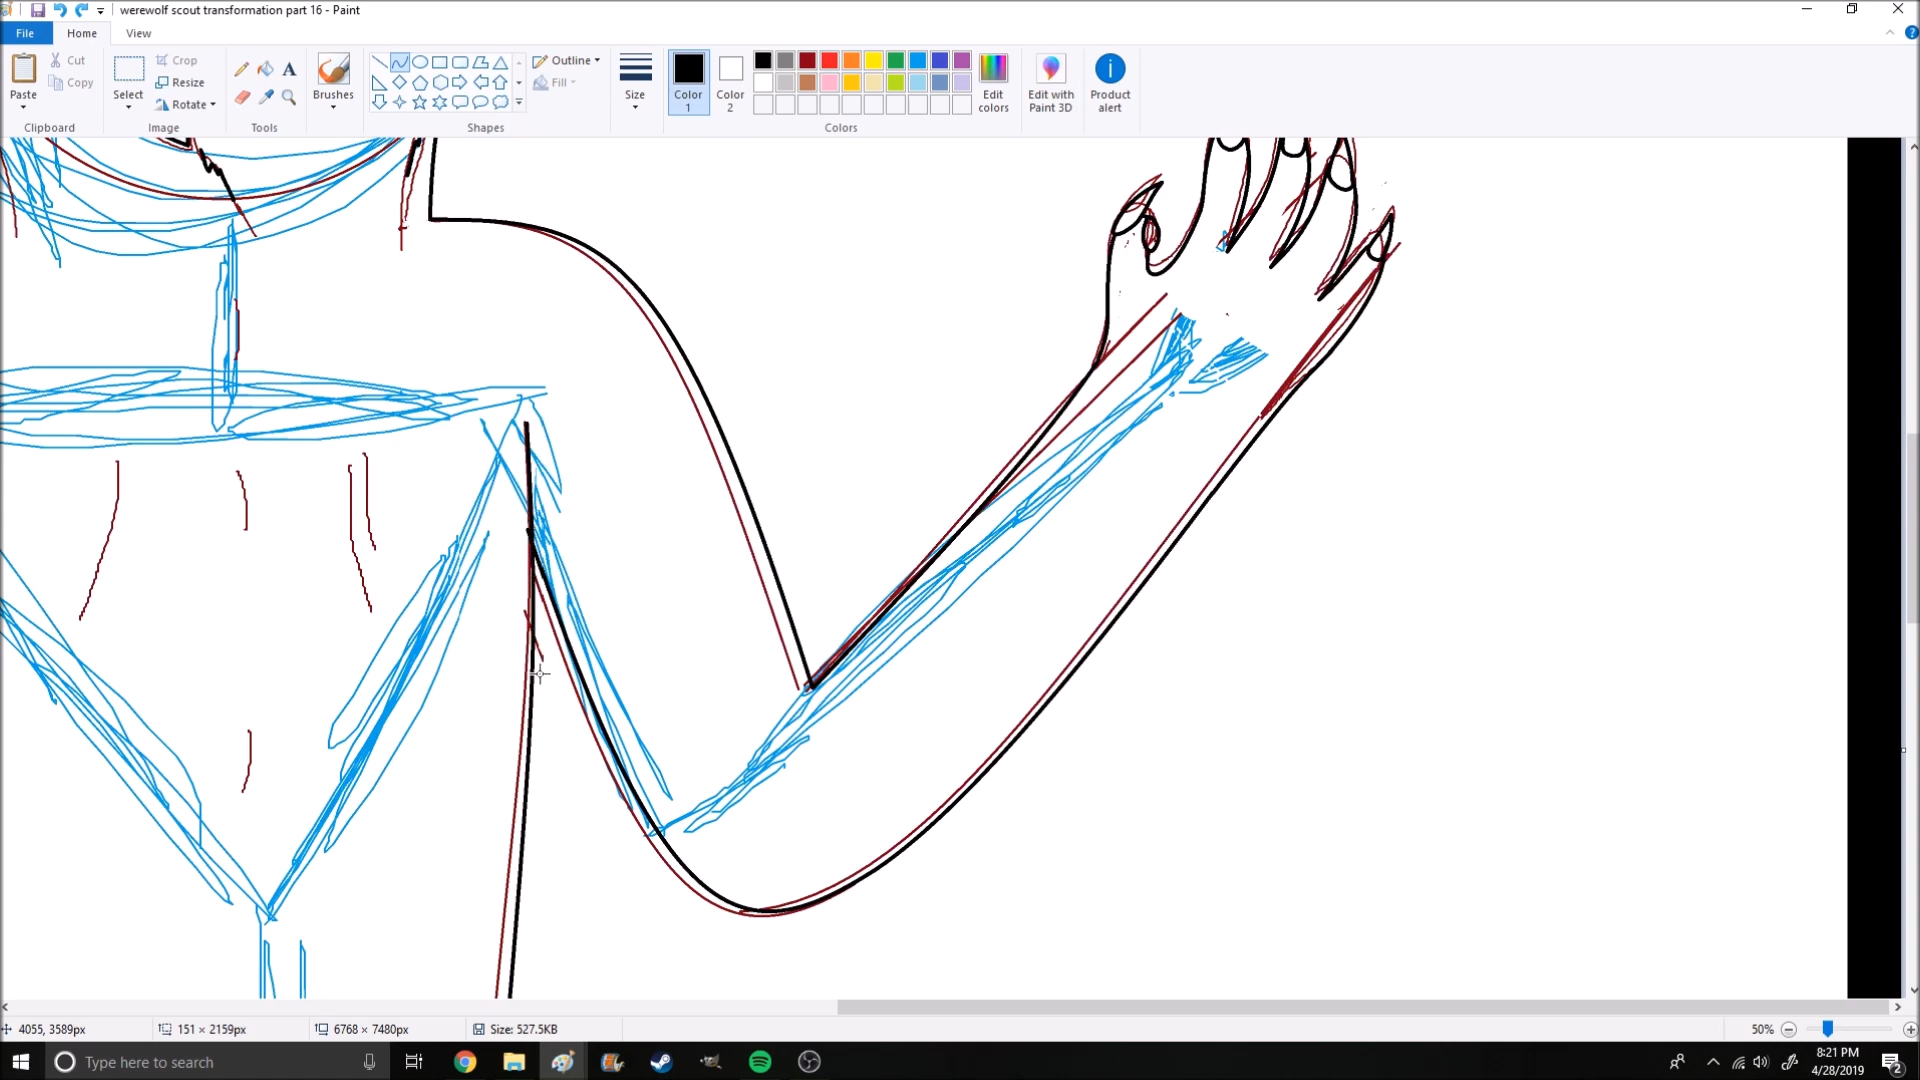 werewolf scout transformation part 16 - Paint
File Home View
Paste
Cut
Copy
Clipboard
Select
Crop
Resize
Rotate
Image
A
Tools
Brushes
Outline
Fill
Shapes
Size
Color
1
Color
2
Edit
colors
Colors
Edit with
Paint 3D
Product
alert
4055, 3589px
151 × 2159px
6768 × 7480px
Size: 527.5KB
50%
Type here to search
8:21 PM
4/28/2019
2